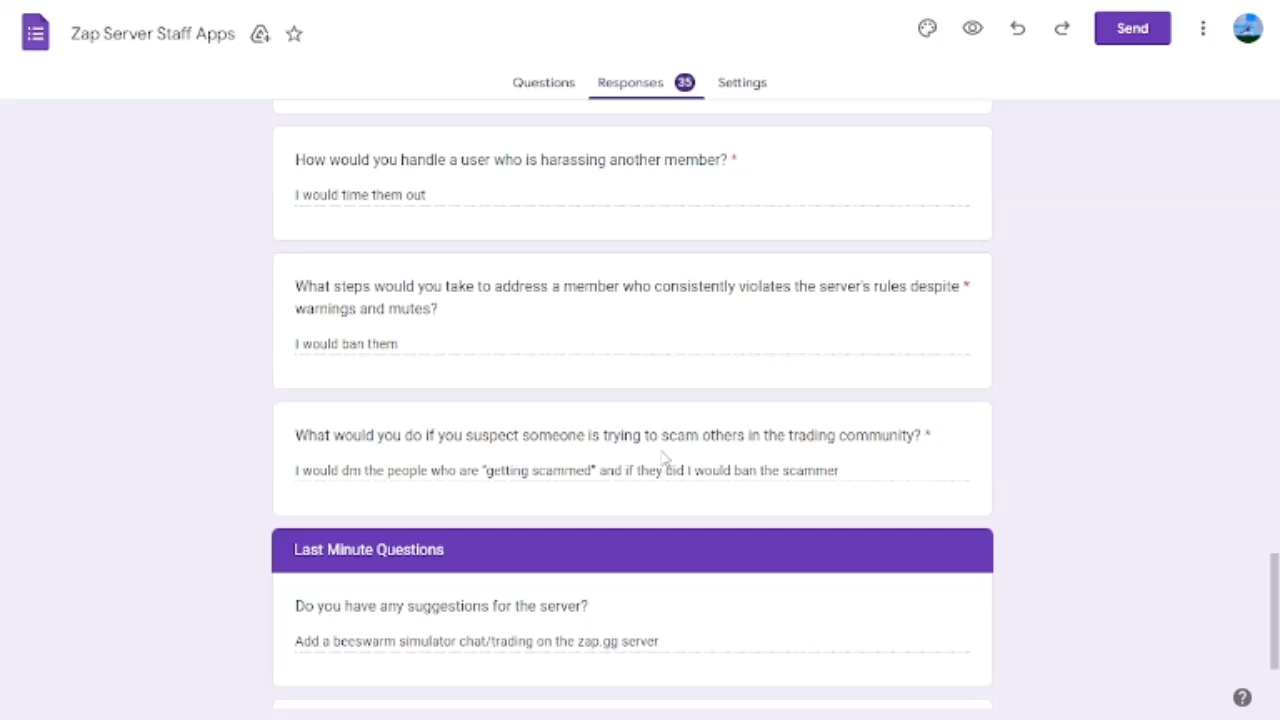 Zap Server Staff Apps
Send
Questions
Responses 35
Settings
How would you handle a user who is harassing another member? *
I would time them out
What steps would you take to address a member who consistently violates the server's rules despite *
warnings and mutes?
I would ban them
What would you do if you suspect someone is trying to scam others in the trading community? *
I would dm the people who are "getting scammed" and if they did I would ban the scammer
Last Minute Questions
Do you have any suggestions for the server?
Add a beeswarm simulator chat/trading on the zap.gg server